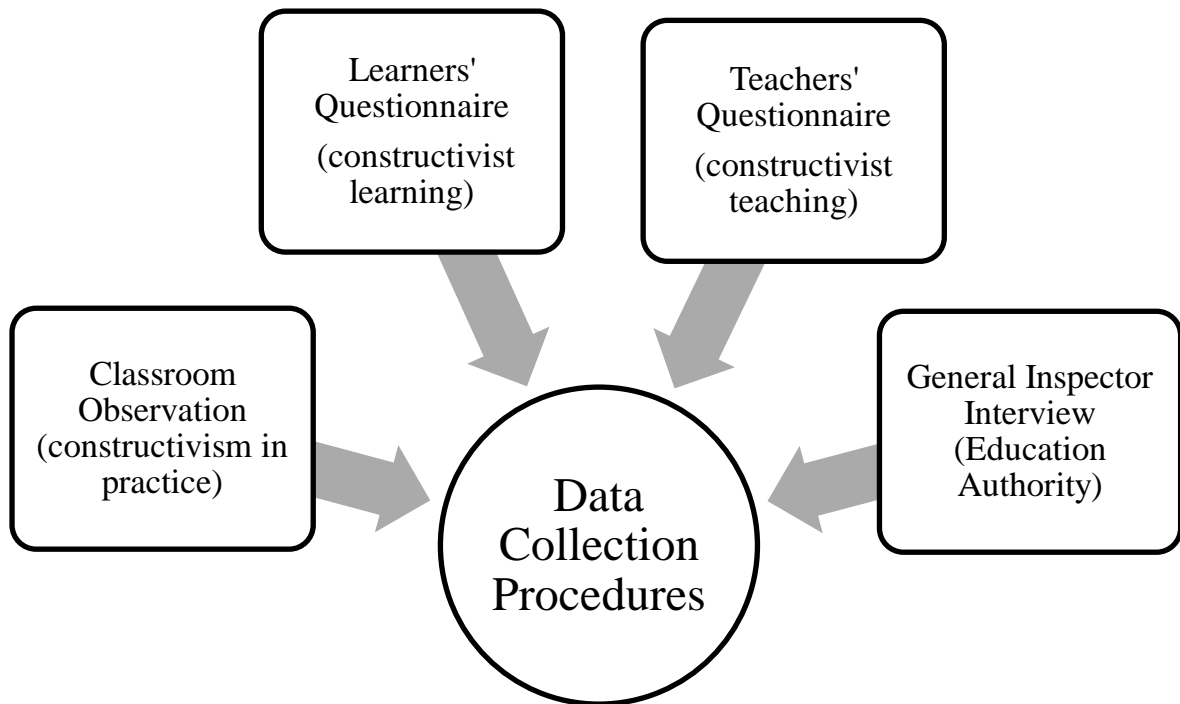 Learners'
Questionnaire
(constructivist
learning)
Teachers'
Questionnaire
(constructivist
teaching)
Classroom
Observation
(constructivism in
practice)
General Inspector
Interview
(Education
Authority)
Data
Collection
Procedures